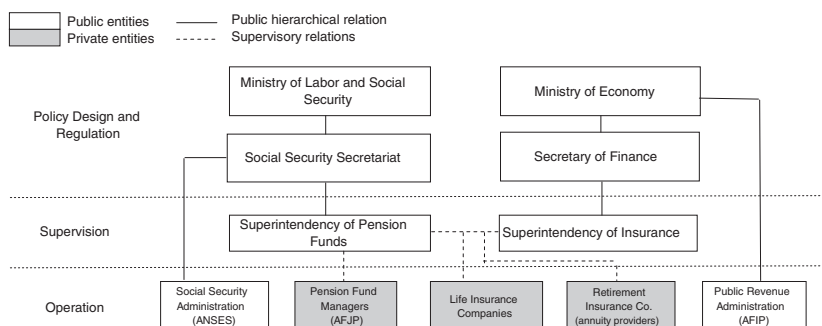 Public entities
Public hierarchical relation
Private entities
Supervisory relations
Policy Design and
Regulation
Ministry of Labor and Social
Security
Ministry of Economy
Social Security Secretariat
Secretary of Finance
Supervision
Superintendency of Pension
Funds
Superintendency of Insurance
Operation
Social Security
Administration
(ANSES)
Pension Fund
Managers
(AFJP)
Life Insurance
Companies
Retirement
Insurance Co.
(annuity providers)
Public Revenue
Administration
(AFIP)